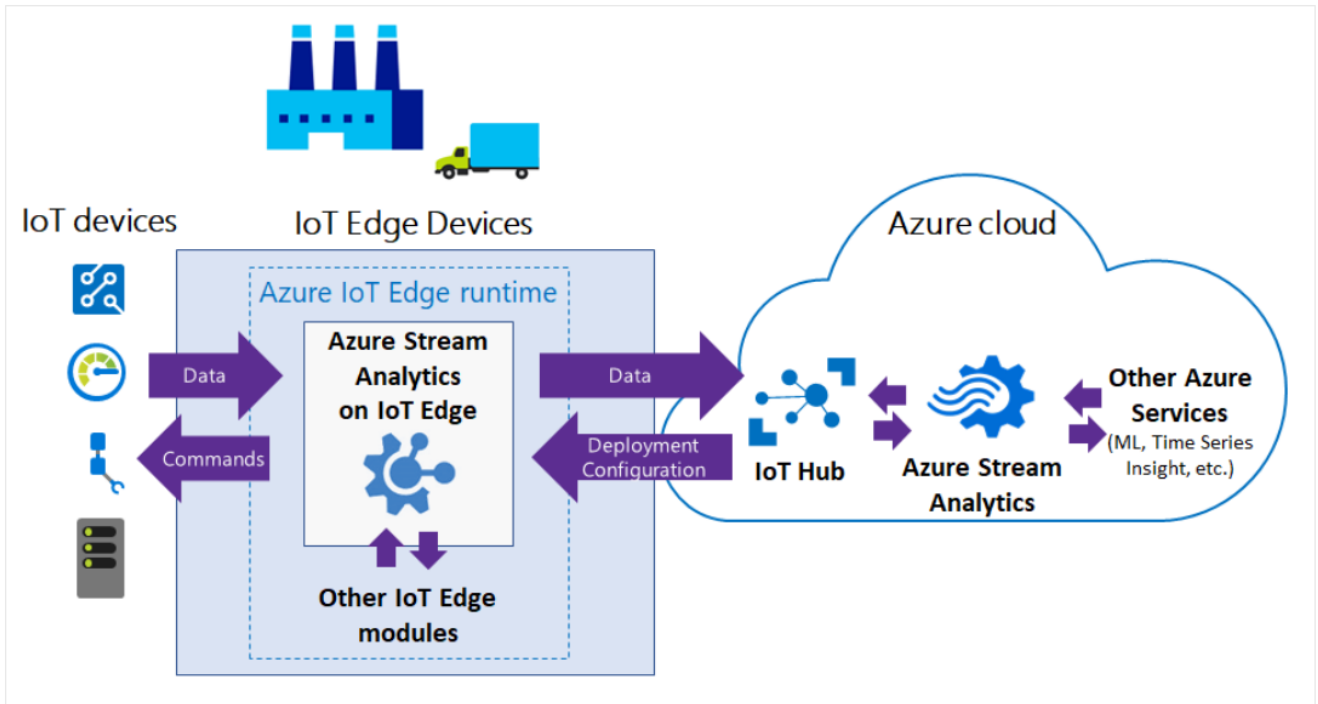 IoT devices
IoT Edge Devices
Azure cloud
Azure IoT Edge runtime
Azure Stream
Analytics
on IoT Edge
Data
Commands
Data
Deployment
Configuration
Other IoT Edge
modules
IoT Hub
Azure Stream
Analytics
Other Azure
Services
(ML, Time Series
Insight, etc.)